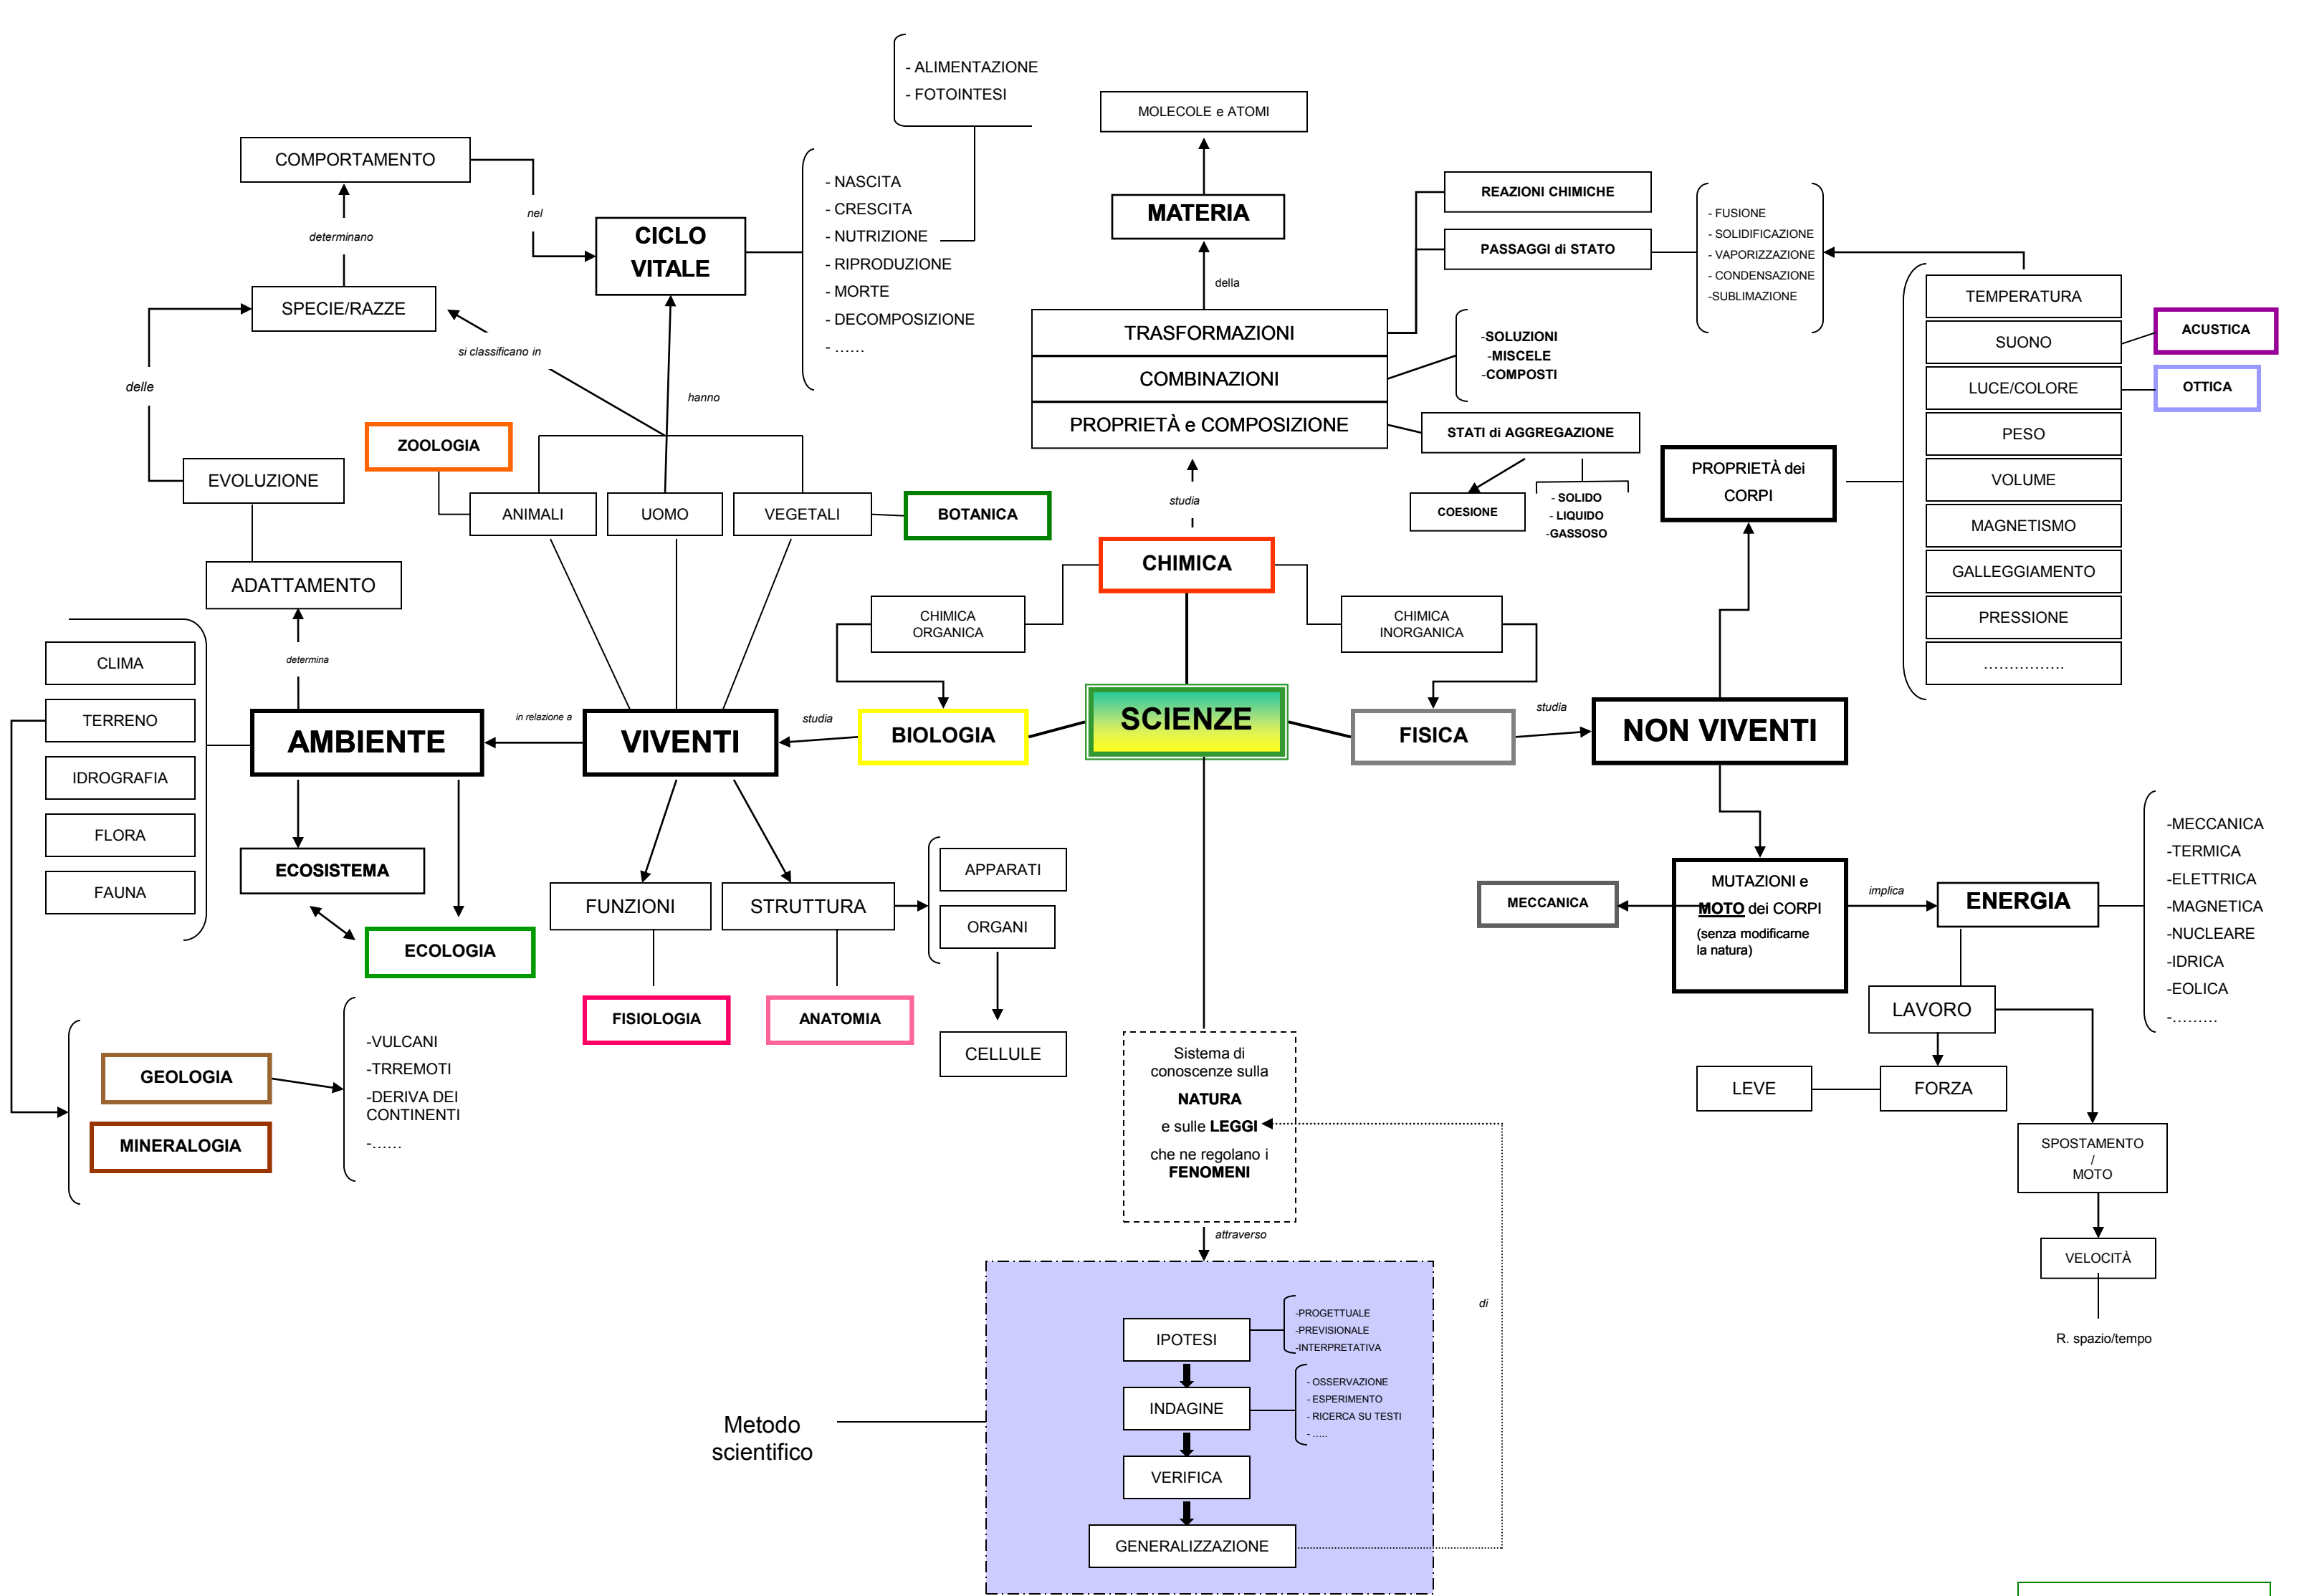 - ALIMENTAZIONE
- FOTOINTESI
MOLECOLE e ATOMI
COMPORTAMENTO
- NASCITA
- CRESCITA
- NUTRIZIONE
- RIPRODUZIONE
- MORTE
- DECOMPOSIZIONE
- ......
nel
determinano
CICLO
VITALE
MATERIA
REAZIONI CHIMICHE
PASSAGGI di STATO
- FUSIONE
- SOLIDIFICAZIONE
- VAPORIZZAZIONE
- CONDENSAZIONE
-SUBLIMAZIONE
della
SPECIE/RAZZE
si classificano in
delle
hanno
TRASFORMAZIONI
COMBINAZIONI
PROPRIETÀ e COMPOSIZIONE
-SOLUZIONI
-MISCELE
-COMPOSTI
STATI di AGGREGAZIONE
COESIONE
- SOLIDO
- LIQUIDO
-GASSOSO
TEMPERATURA
SUONO
LUCE/COLORE
PESO
VOLUME
MAGNETISMO
GALLEGGIAMENTO
PRESSIONE
................
ACUSTICA
OTTICA
PROPRIETÀ dei
CORPI
ZOOLOGIA
EVOLUZIONE
ANIMALI
UOMO
VEGETALI
BOTANICA
studia
CHIMICA
ADATTAMENTO
CHIMICA
ORGANICA
CHIMICA
INORGANICA
determina
CLIMA
TERRENO
IDROGRAFIA
FLORA
FAUNA
AMBIENTE
in relazione a
VIVENTI
studia
BIOLOGIA
SCIENZE
FISICA
studia
NON VIVENTI
ECOSISTEMA
ECOLOGIA
FUNZIONI
STRUTTURA
APPARATI
ORGANI
CELLULE
FISIOLOGIA
ANATOMIA
MECCANICA
MUTAZIONI e
MOTO dei CORPI
(senza modificarne
la natura)
implica
ENERGIA
-MECCANICA
-TERMICA
-ELETTRICA
-MAGNETICA
-NUCLEARE
-IDRICA
-EOLICA
-.........
LAVORO
LEVE
FORZA
SPOSTAMENTO
/
MOTO
VELOCITÀ
R. spazio/tempo
GEOLOGIA
MINERALOGIA
-VULCANI
-TRREMOTI
-DERIVA DEI
CONTINENTI
-......
Sistema di
conoscenze sulla
NATURA
e sulle LEGGI
che ne regolano i
FENOMENI
attraverso
di
Metodo
scientifico
IPOTESI
-PROGETTUALE
-PREVISIONALE
-INTERPRETATIVA
INDAGINE
- OSSERVAZIONE
- ESPERIMENTO
- RICERCA SU TESTI
- .....
VERIFICA
GENERALIZZAZIONE